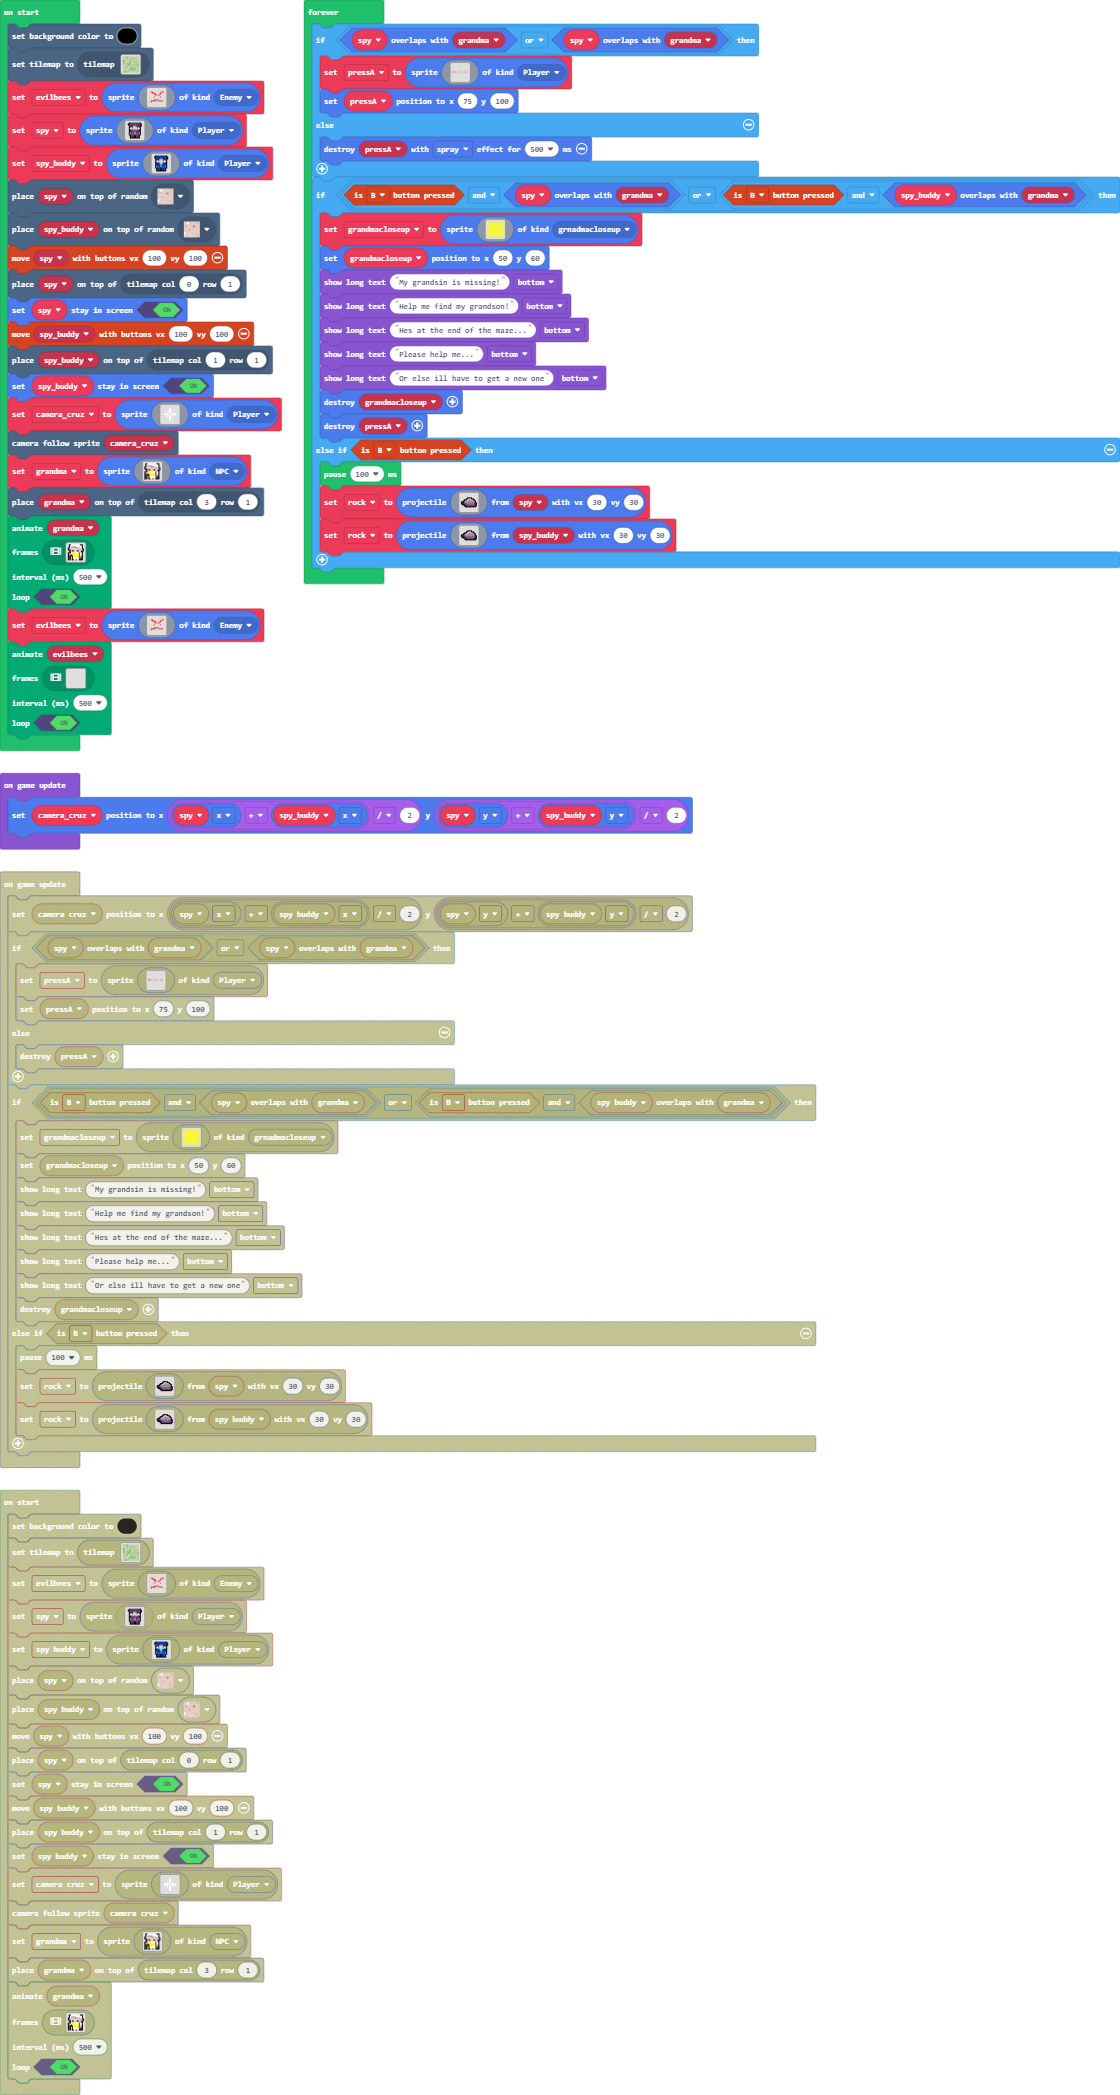 on start
set background color to
set tilemap to tilemap
set evilbees to sprite of kind Enemy
set spy to sprite of kind Player
set spy_buddy to sprite of kind Player
place spy on top of random
place spy_buddy on top of random
move spy with buttons vx 100 vy 100
place spy on top of tilemap col 0 row 1
set spy stay in screen ON
move spy_buddy with buttons vx 100 vy 100
place spy_buddy on top of tilemap col 1 row 1
set spy_buddy stay in screen ON
set camera_cruz to sprite of kind Player
camera follow sprite camera_cruz
set grandma to sprite of kind NPC
place grandma on top of tilemap col 3 row 1
animate grandma
frames
interval (ms) 500
loop ON
set evilbees to sprite of kind Enemy
animate evilbees
frames
interval (ms) 500
loop ON
forever
if spy overlaps with grandma or spy overlaps with grandma then
set pressA to sprite of kind Player
set pressA position to x 75 y 100
else
destroy pressA with spray effect for 500 ms
if is B button pressed and spy overlaps with grandma or is B button pressed and spy_buddy overlaps with grandma then
set grandmacloseup to sprite of kind grnadmacloseup
set grandmacloseup position to x 50 y 60
show long text "My grandsin is missing!" bottom
show long text "Help me find my grandson!" bottom
show long text "Hes at the end of the maze..." bottom
show long text "Please help me..." bottom
show long text "Or else ill have to get a new one" bottom
destroy grandmacloseup
destroy pressA
else if is B button pressed then
pause 100 ms
set rock to projectile from spy with vx 30 vy 30
set rock to projectile from spy_buddy with vx 30 vy 30
on game update
set camera_cruz position to x spy x + spy_buddy x / 2 y spy y + spy_buddy y / 2
on game update
set camera cruz position to x spy x + spy buddy x / 2 y spy y + spy buddy y / 2
if spy overlaps with grandma or spy overlaps with grandma then
set pressA to sprite of kind Player
set pressA position to x 75 y 100
else
destroy pressA
if is B button pressed and spy overlaps with grandma or is B button pressed and spy buddy overlaps with grandma then
set grandmacloseup to sprite of kind grnadmacloseup
set grandmacloseup position to x 50 y 60
show long text "My grandsin is missing!" bottom
show long text "Help me find my grandson!" bottom
show long text "Hes at the end of the maze..." bottom
show long text "Please help me..." bottom
show long text "Or else ill have to get a new one" bottom
destroy grandmacloseup
else if is B button pressed then
pause 100 ms
set rock to projectile from spy with vx 30 vy 30
set rock to projectile from spy buddy with vx 30 vy 30
on start
set background color to
set tilemap to tilemap
set evilbees to sprite of kind Enemy
set spy to sprite of kind Player
set spy buddy to sprite of kind Player
place spy on top of random
place spy buddy on top of random
move spy with buttons vx 100 vy 100
place spy on top of tilemap col 0 row 1
set spy stay in screen ON
move spy buddy with buttons vx 100 vy 100
place spy buddy on top of tilemap col 1 row 1
set spy buddy stay in screen ON
set camera cruz to sprite of kind Player
camera follow sprite camera cruz
set grandma to sprite of kind NPC
place grandma on top of tilemap col 3 row 1
animate grandma
frames
interval (ms) 500
loop ON